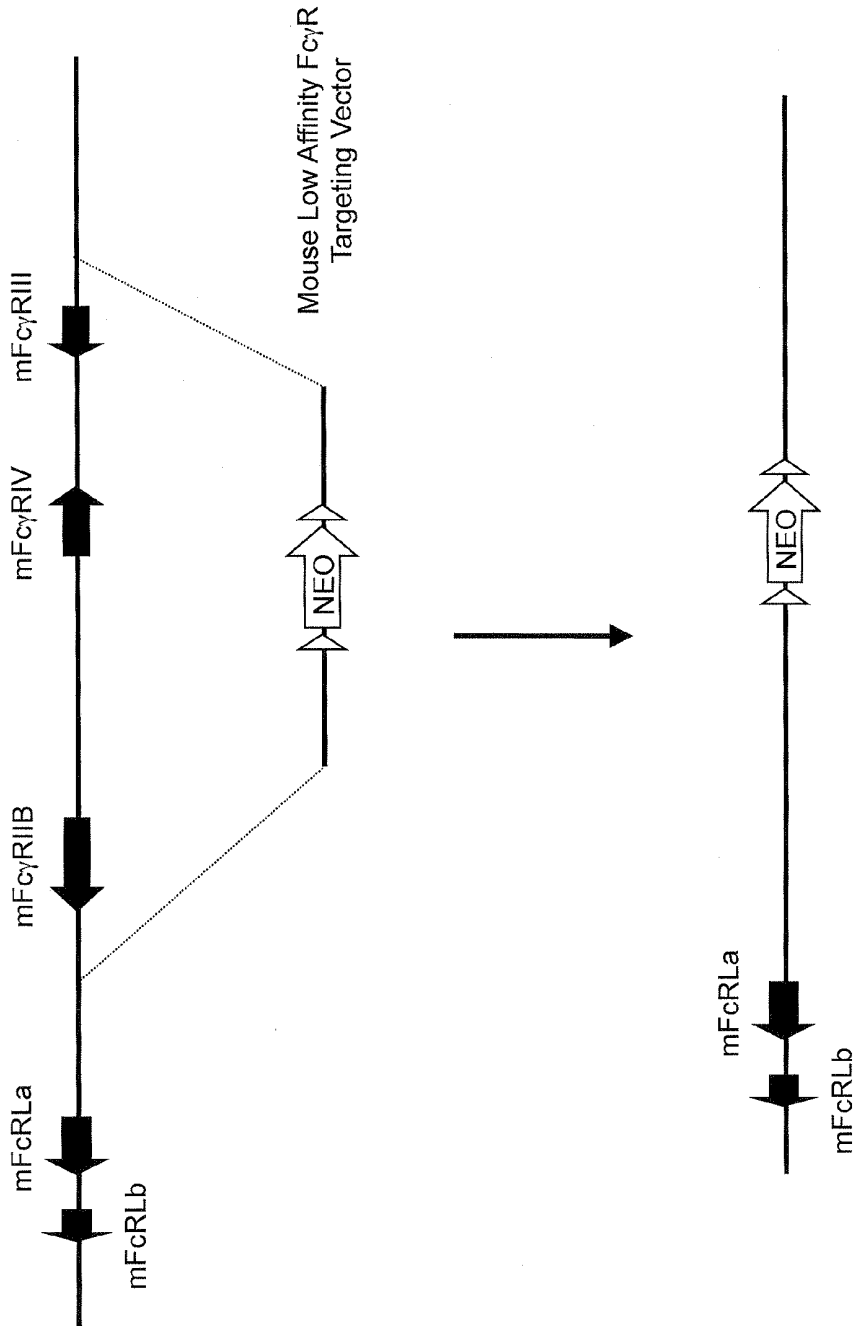 mFcRLa
mFcγRIIB
mFcγRIV
mFcγRIII
mFcRLb
NEO
Mouse Low Affinity FcγR
Targeting Vector
mFcRLa
NEO
mFcRLb